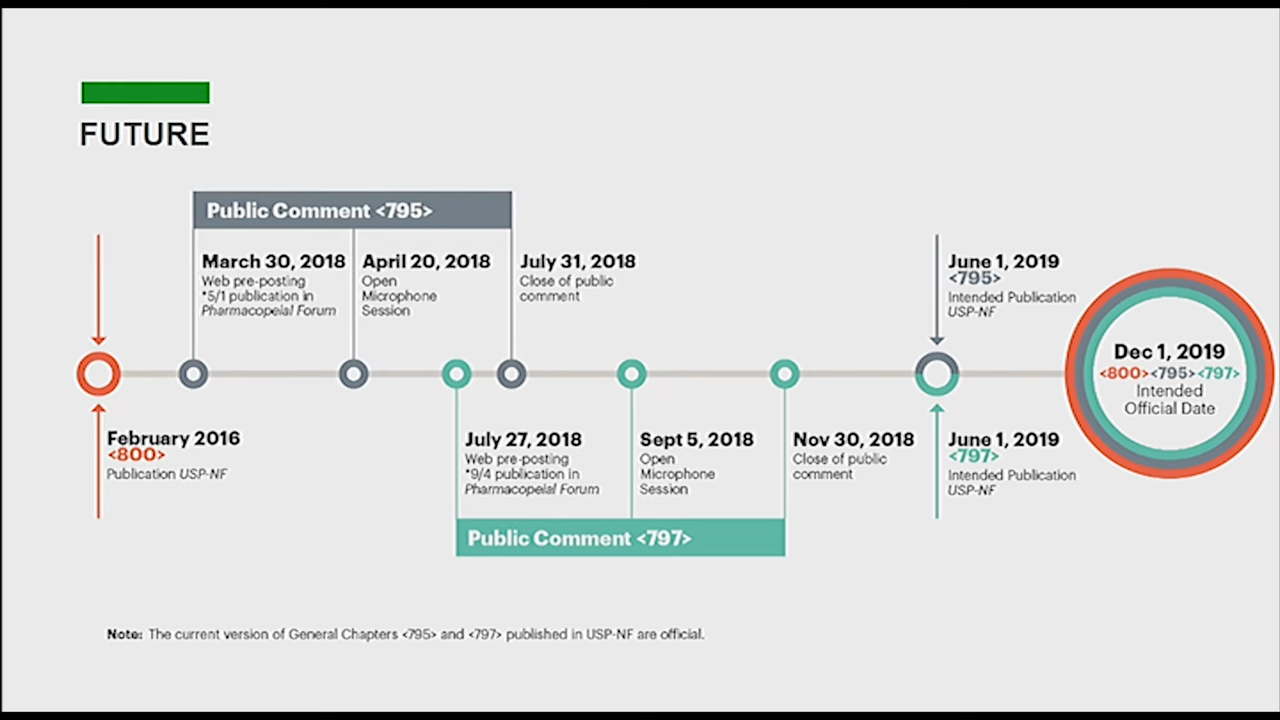 FUTURE
Public Comment <795>
March 30, 2018
Web pre-posting
*5/1 publication in
Pharmacopeial Forum
April 20, 2018
Open
Microphone
Session
July 31, 2018
Close of public
comment
June 1, 2019
<795>
Intended Publication
USP-NF
Dec 1, 2019
<800> <795> <797>
Intended
Official Date
February 2016
<800>
Publication USP-NF
July 27, 2018
Web pre-posting
*9/4 publication in
Pharmacopeial Forum
Sept 5, 2018
Open
Microphone
Session
Nov 30, 2018
Close of public
comment
June 1, 2019
<797>
Intended Publication
USP-NF
Public Comment <797>
Note: The current version of General Chapters <795> and <797> published in USP-NF are official.